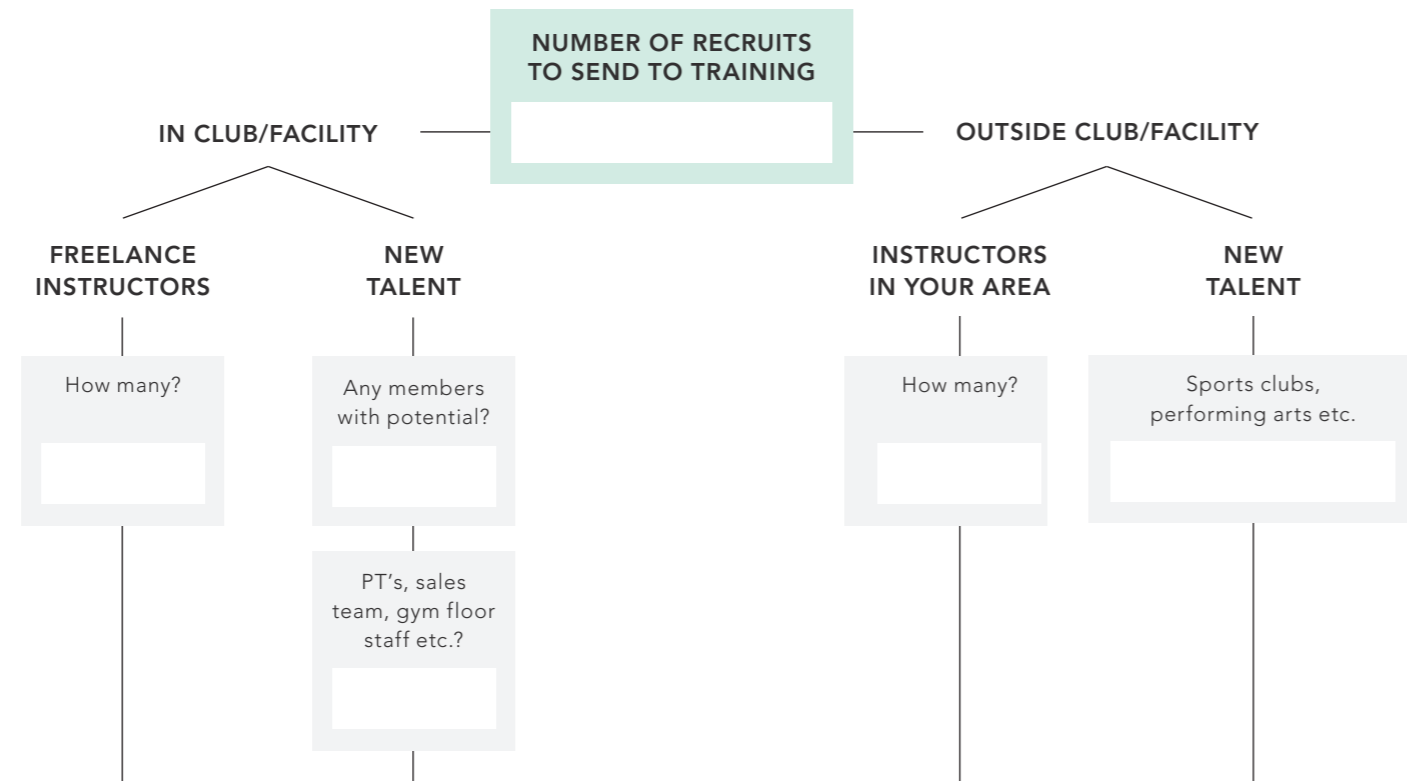 NUMBER OF RECRUITS
TO SEND TO TRAINING
IN CLUB/FACILITY
OUTSIDE CLUB/FACILITY
FREELANCE
INSTRUCTORS
NEW
TALENT
INSTRUCTORS
IN YOUR AREA
NEW
TALENT
How many?
Any members
with potential?
How many?
Sports clubs,
performing arts etc.
PT's, sales
team, gym floor
staff etc.?